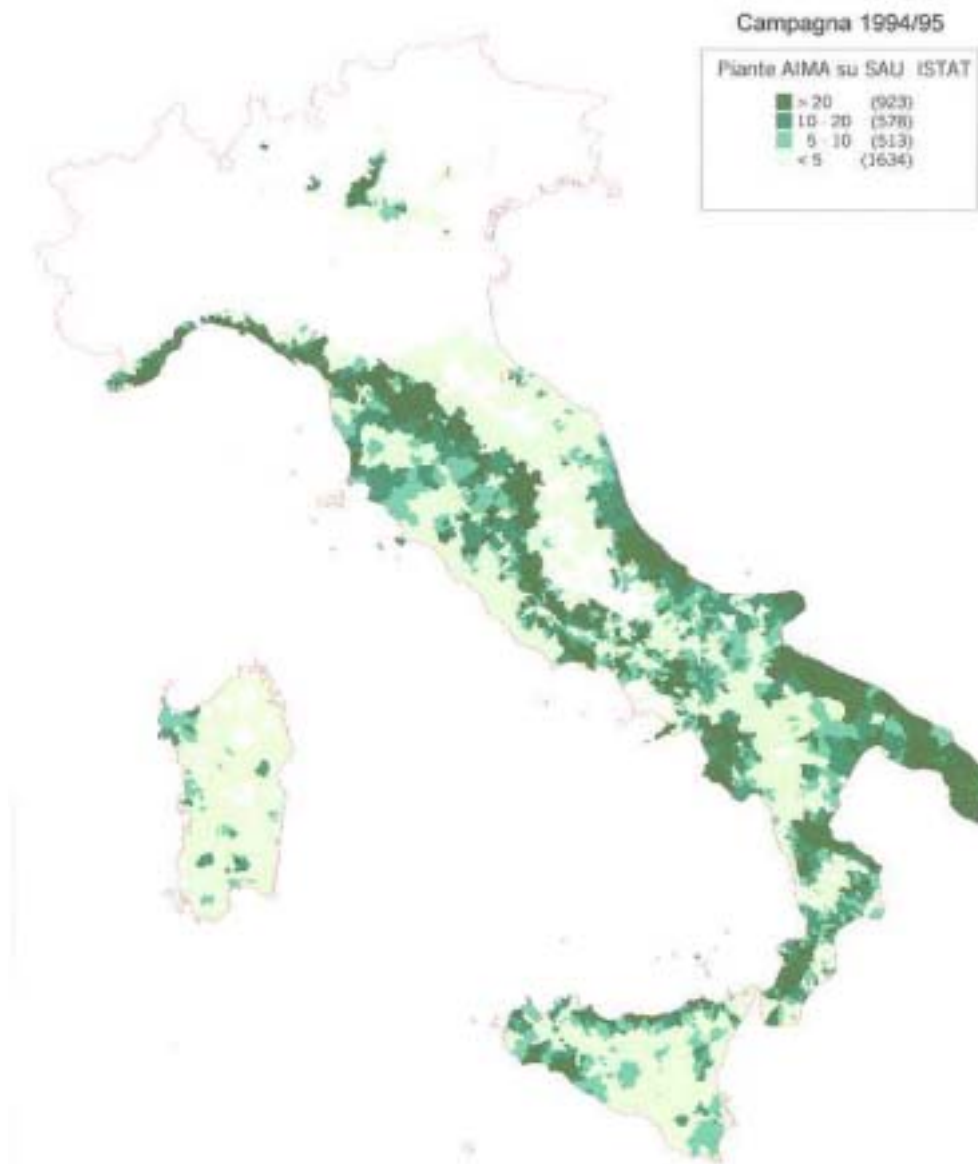 Campagna 1994/95
Piante AIMA su SAU ISTAT
> 20 (923)
10 - 20 (578)
5 - 10 (513)
< 5 (1634)